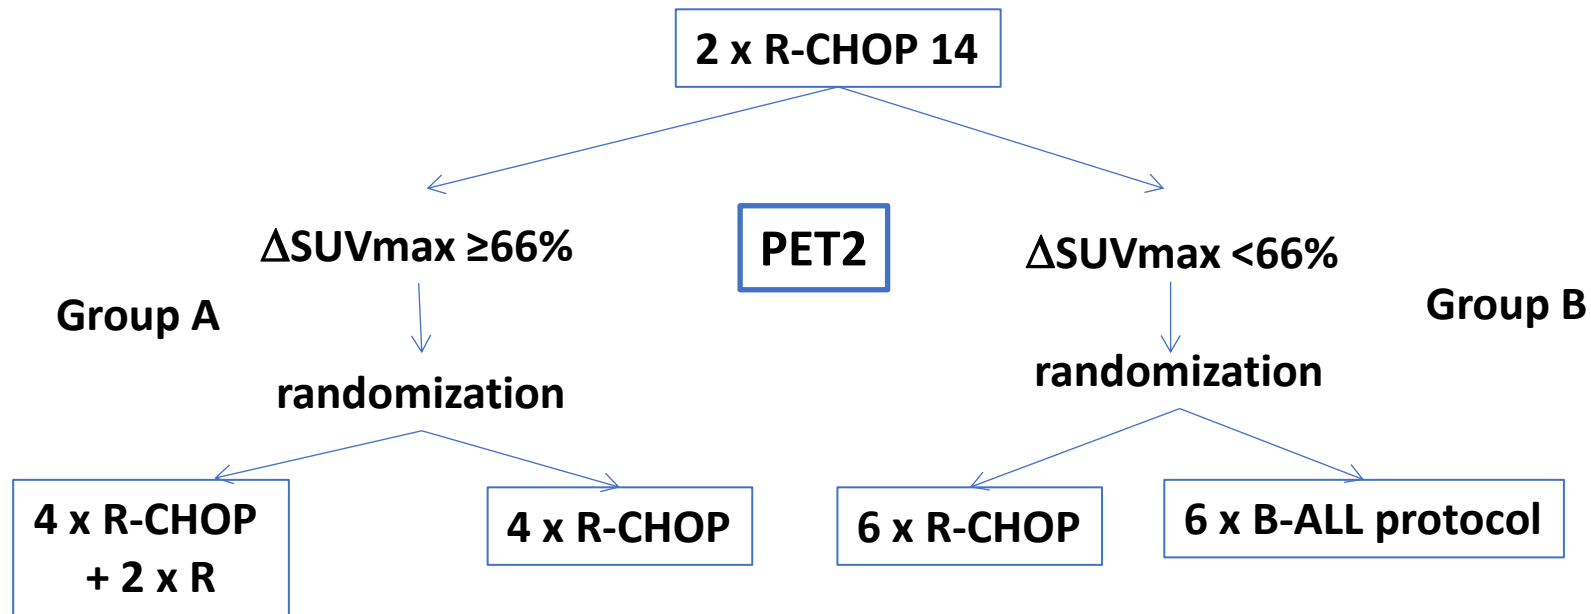 2 x R-CHOP 14
ΔSUVmax ≥66%
PET2
ΔSUVmax <66%
Group A
Group B
randomization
randomization
4 x R-CHOP
+ 2 x R
4 x R-CHOP
6 x R-CHOP
6 x B-ALL protocol